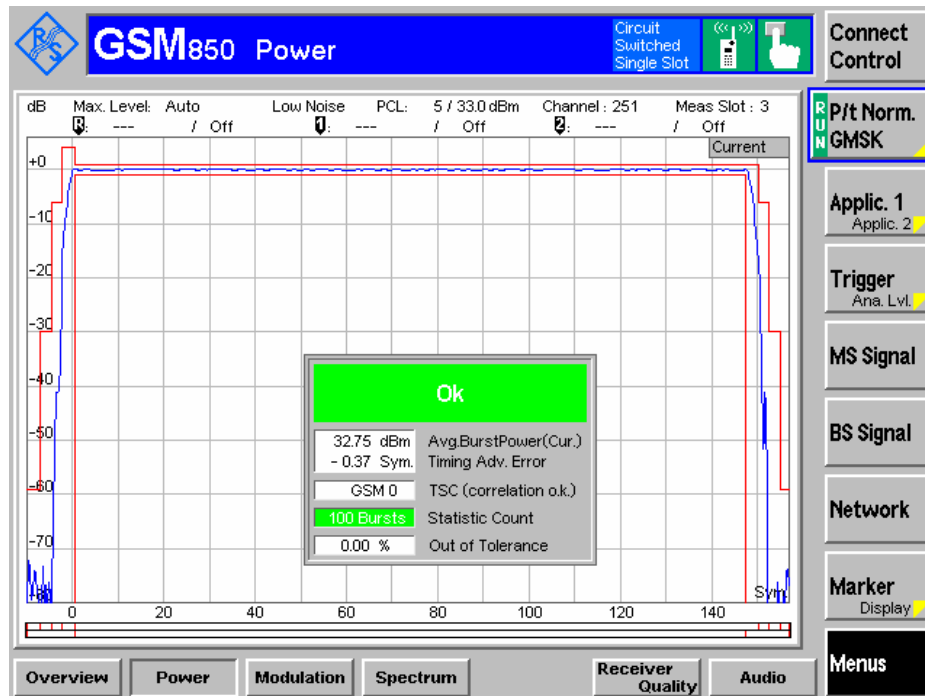 R S
GSM850 Power
Circuit
Switched
Single Slot
Connect
Control
dB Max. Level: Auto Low Noise PCL: 5 / 33.0 dBm Channel : 251 Meas Slot : 3
R: --- / Off 1: --- / Off 2: --- / Off
Current
RUN
P/t Norm.
GMSK
Applic. 1
Applic. 2
Trigger
Ana. Lvl.
MS Signal
BS Signal
Network
Marker
Display
Menus
+0
-10
-20
-30
-40
-50
-60
-70
Ok
32.75 dBm Avg.BurstPower(Cur.)
- 0.37 Sym. Timing Adv. Error
GSM 0 TSC (correlation o.k.)
100 Bursts Statistic Count
0.00 % Out of Tolerance
Sym
0 20 40 60 80 100 120 140
Overview Power Modulation Spectrum Receiver Quality Audio